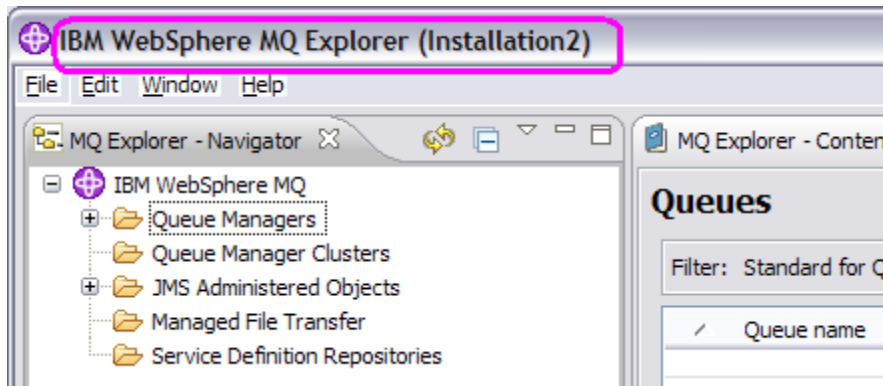 IBM WebSphere MQ Explorer (Installation2)
File Edit Window Help
MQ Explorer - Navigator
IBM WebSphere MQ
Queue Managers
Queue Manager Clusters
JMS Administered Objects
Managed File Transfer
Service Definition Repositories
MQ Explorer - Conten
Queues
Filter: Standard for Q
Queue name